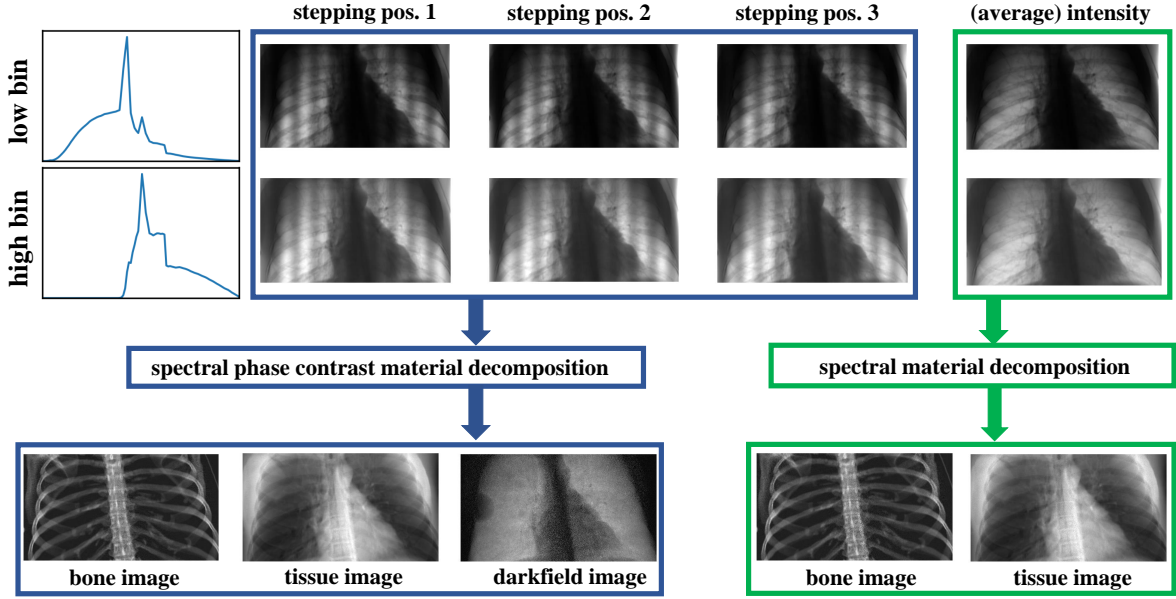 stepping pos. 1
stepping pos. 2
stepping pos. 3
(average) intensity
low bin
high bin
spectral phase contrast material decomposition
spectral material decomposition
bone image
tissue image
darkfield image
bone image
tissue image